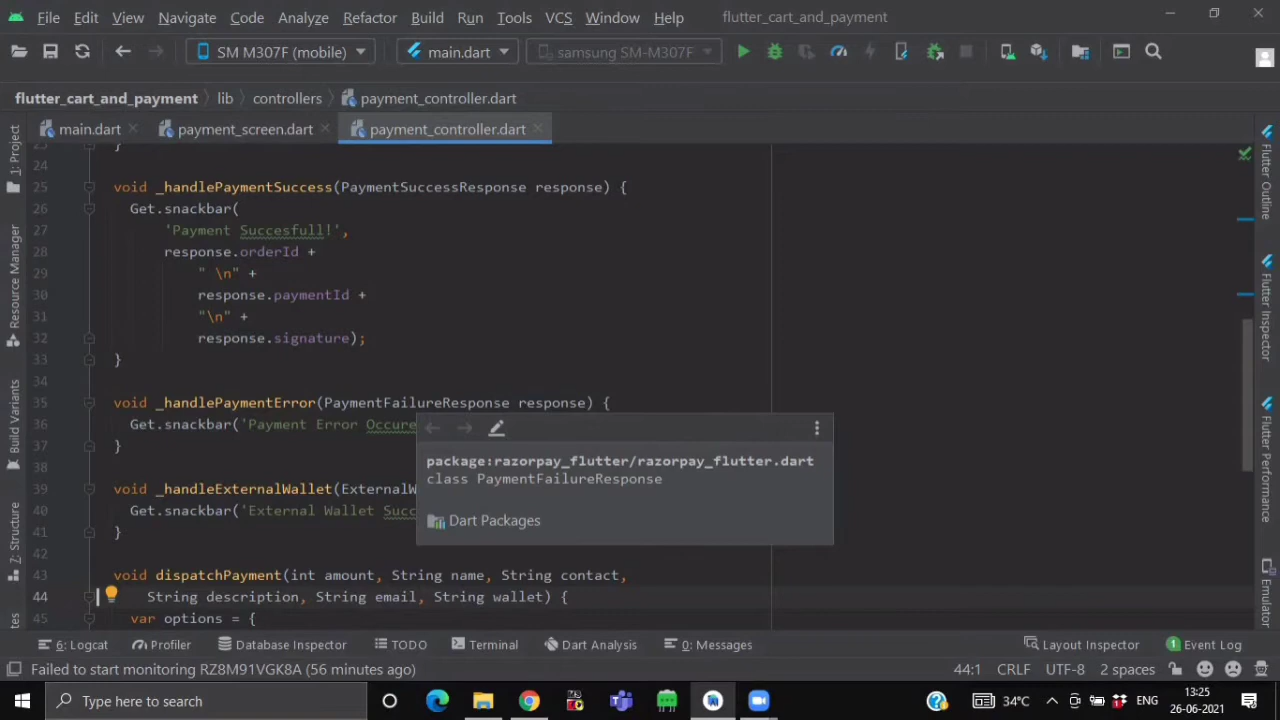 File Edit View Navigate Code Analyze Refactor Build Run Tools VCS Window Help flutter_cart_and_payment
SM M307F (mobile) main.dart samsung SM-M307F
flutter_cart_and_payment lib controllers payment_controller.dart
main.dart payment_screen.dart payment_controller.dart
24
25 void _handlePaymentSuccess(PaymentSuccessResponse response) {
26 Get.snackbar(
27 'Payment Succesfull!',
28 response.orderId +
29 " \n" +
30 response.paymentId +
31 "\n" +
32 response.signature);
33 }
34
35 void _handlePaymentError(PaymentFailureResponse response) {
36 Get.snackbar('Payment Error Occure
37 }
38
39 void _handleExternalWallet(ExternalW
40 Get.snackbar('External Wallet Succ
41 }
42
43 void dispatchPayment(int amount, String name, String contact,
44 String description, String email, String wallet) {
45 var options = {
package:razorpay_flutter/razorpay_flutter.dart
class PaymentFailureResponse
Dart Packages
1: Project
Resource Manager
Build Variants
7: Structure
Flutter Outline
Flutter Inspector
Flutter Performance
Emulator
6: Logcat Profiler Database Inspector TODO Terminal Dart Analysis 0: Messages Layout Inspector 1 Event Log
Failed to start monitoring RZ8M91VGK8A (56 minutes ago) 44:1 CRLF UTF-8 2 spaces
Type here to search 34°C ENG 13:25
26-06-2021